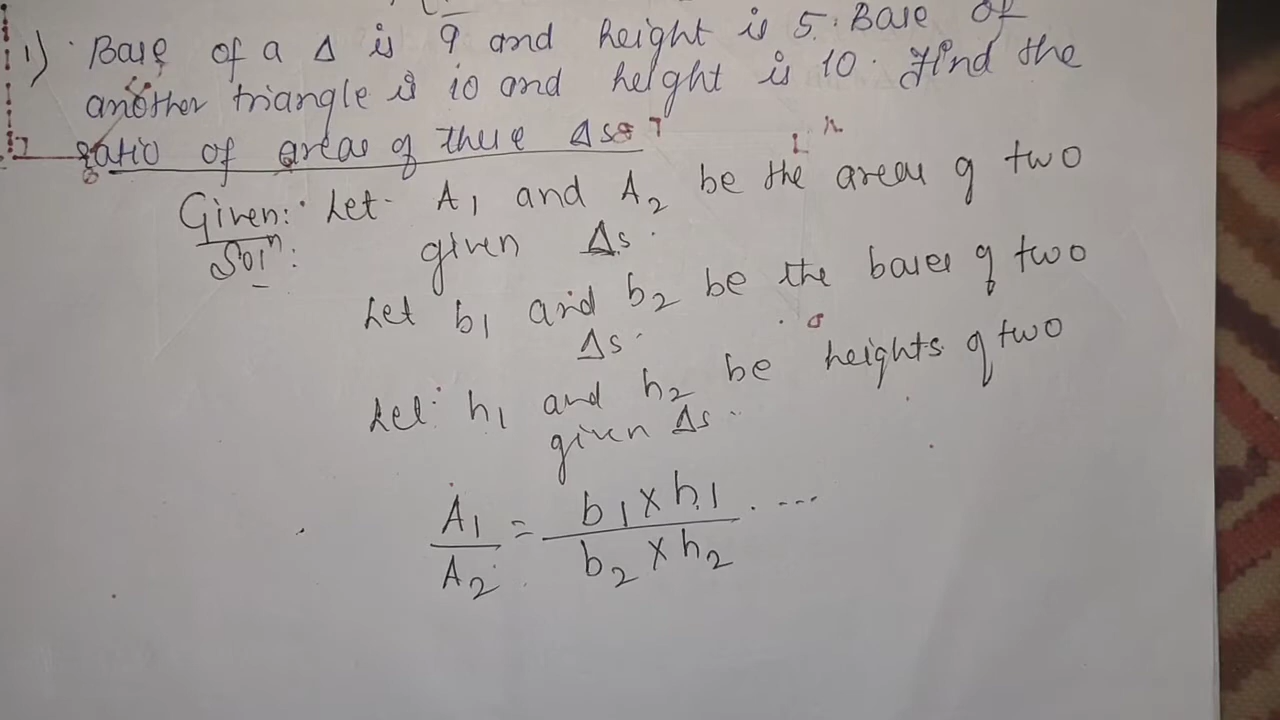 1) Base of a Δ is 9 and height is 5. Base of
another triangle is 10 and height is 10. Find the
ratio of areas of these Δs
Given: Let A1 and A2 be the areas of two
Solⁿ: given Δs.
Let b1 and b2 be the bases of two
Δs.
Let h1 and h2 be heights of two
given Δs.
A1/A2 = b1 × h1 / b2 × h2 ....